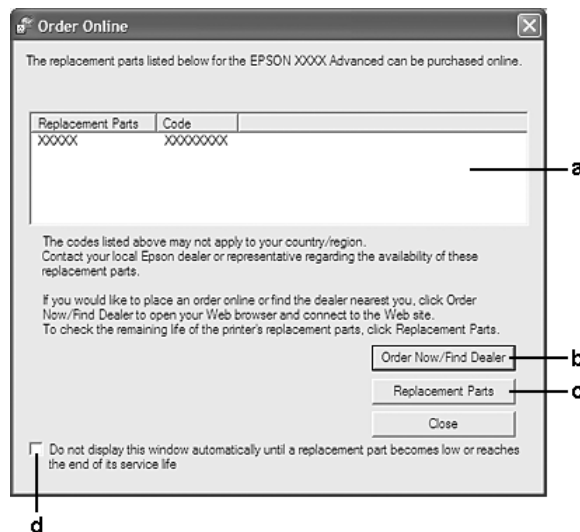 Order Online
The replacement parts listed below for the EPSON XXXX Advanced can be purchased online.
Replacement Parts Code
XXXXX XXXXXXXX
a
The codes listed above may not apply to your country/region.
Contact your local Epson dealer or representative regarding the availability of these
replacement parts.
If you would like to place an order online or find the dealer nearest you, click Order
Now/Find Dealer to open your Web browser and connect to the Web site.
To check the remaining life of the printer's replacement parts, click Replacement Parts.
Order Now/Find Dealer
b
Replacement Parts
c
Close
Do not display this window automatically until a replacement part becomes low or reaches
the end of its service life
d